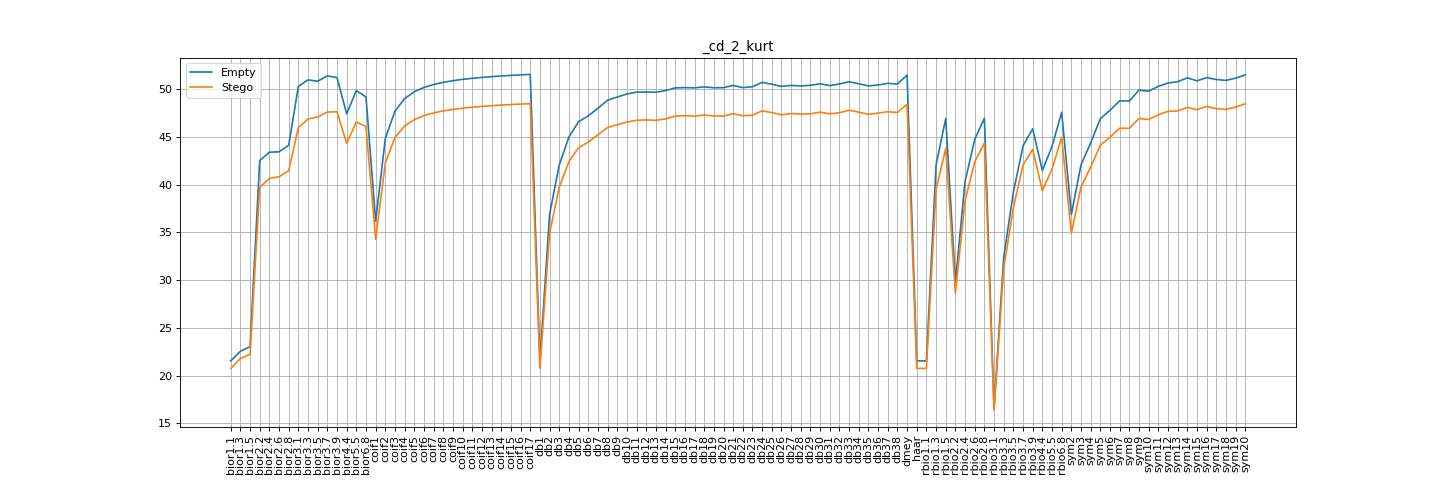 _cd_2_kurt
Empty
Stego
50
45
40
35
30
25
20
15
bior1.1
bior1.3
bior1.5
bior2.2
bior2.4
bior2.6
bior2.8
bior3.1
bior3.3
bior3.5
bior3.7
bior3.9
bior4.4
bior5.5
bior6.8
coif1
coif2
coif3
coif4
coif5
coif6
coif7
coif8
coif9
coif10
coif11
coif12
coif13
coif14
coif15
coif16
coif17
db1
db2
db3
db4
db5
db6
db7
db8
db9
db10
db11
db12
db13
db14
db15
db16
db17
db18
db19
db20
db21
db22
db23
db24
db25
db26
db27
db28
db29
db30
db31
db32
db33
db34
db35
db36
db37
db38
dmey
haar
rbio1.1
rbio1.3
rbio1.5
rbio2.2
rbio2.4
rbio2.6
rbio2.8
rbio3.1
rbio3.3
rbio3.5
rbio3.7
rbio3.9
rbio4.4
rbio5.5
rbio6.8
sym2
sym3
sym4
sym5
sym6
sym7
sym8
sym9
sym10
sym11
sym12
sym13
sym14
sym15
sym16
sym17
sym18
sym19
sym20